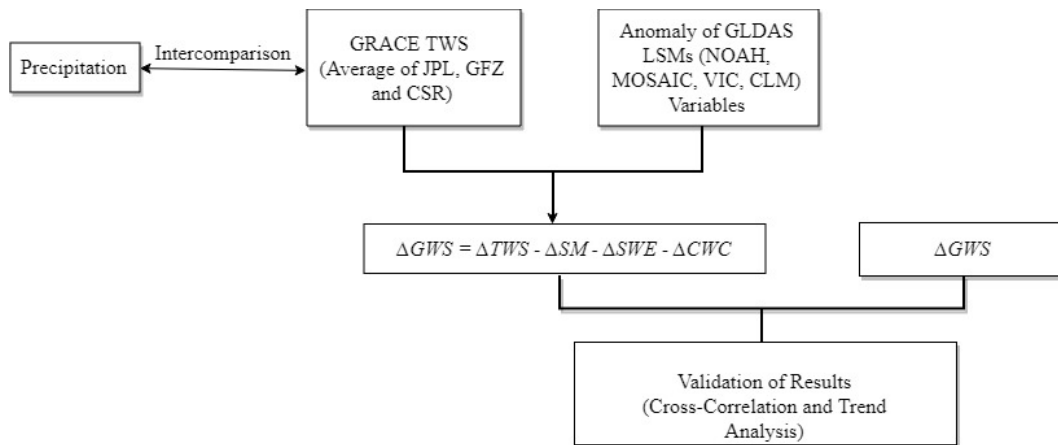 Precipitation
Intercomparison
GRACE TWS
(Average of JPL, GFZ
and CSR)
Anomaly of GLDAS
LSMs (NOAH,
MOSAIC, VIC, CLM)
Variables
ΔGWS = ΔTWS - ΔSM - ΔSWE - ΔCWC
ΔGWS
Validation of Results
(Cross-Correlation and Trend
Analysis)